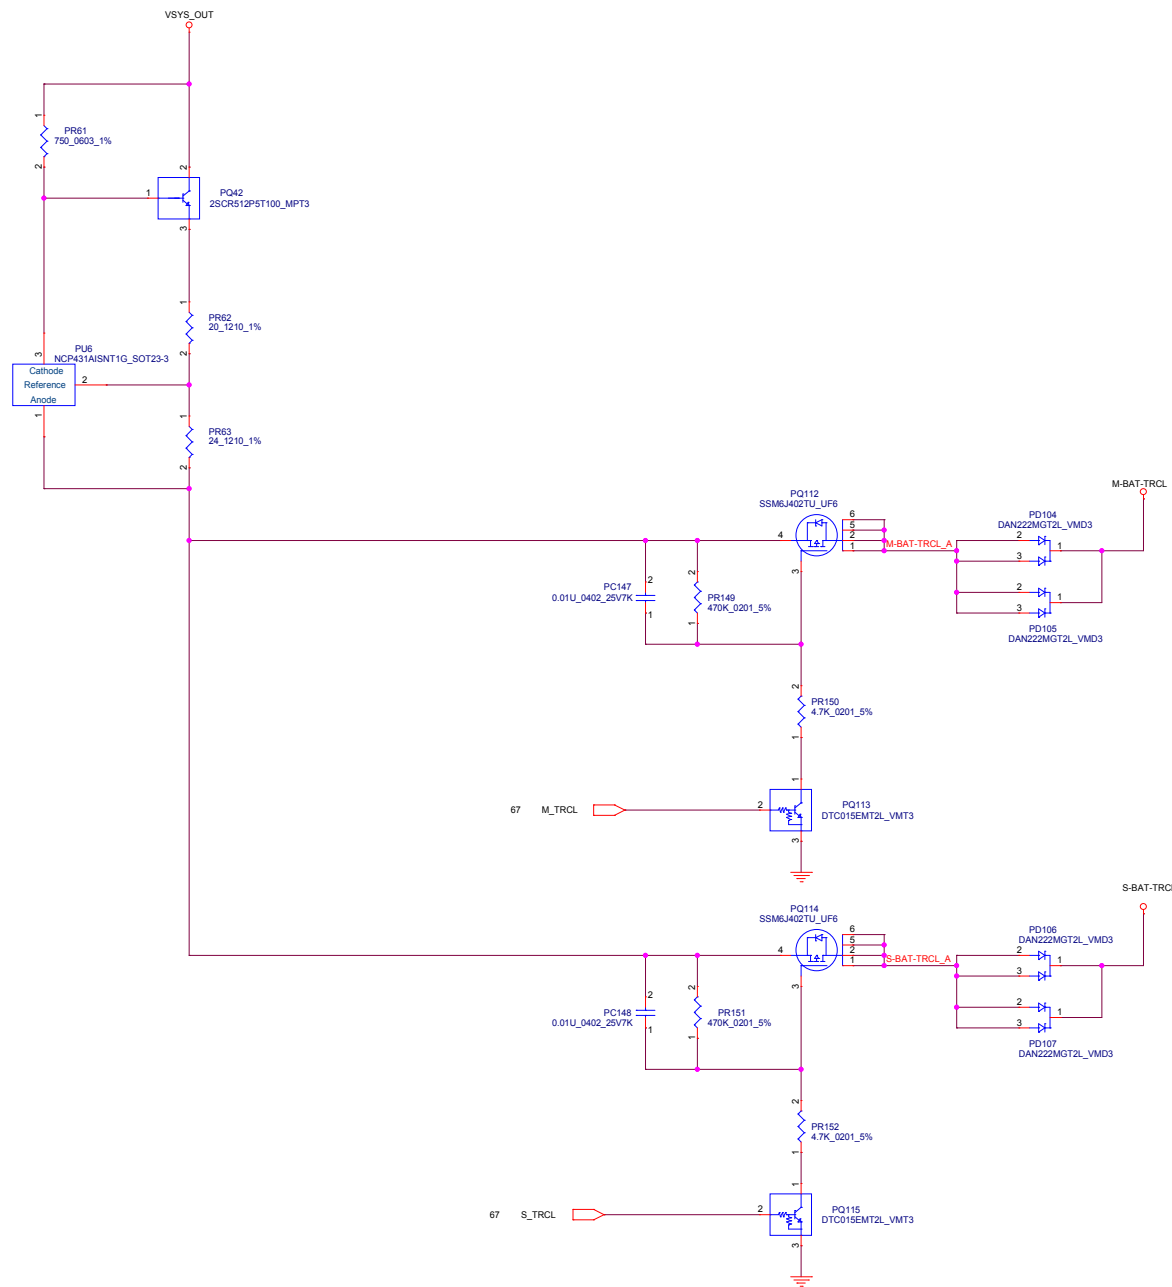 VSYS_OUT
1
PR61
750_0603_1%
2
2
1
PQ42
2SCR512P5T100_MPT3
3
1
PR62
20_1210_1%
2
PU6
NCP431AISNT1G_SOT23-3
3
Cathode
Reference
Anode
2
1
1
PR63
24_1210_1%
2
M-BAT-TRCL
PQ112
SSM6J402TU_UF6
4
6
5
2
1
3
M-BAT-TRCL_A
PD104
DAN222MGT2L_VMD3
2
3
1
2
3
1
PD105
DAN222MGT2L_VMD3
2
PC147
0.01U_0402_25V7K
1
2
PR149
470K_0201_5%
1
2
PR150
4.7K_0201_5%
1
67 M_TRCL
1
2
PQ113
DTC015EMT2L_VMT3
3
S-BAT-TRCl
PQ114
SSM6J402TU_UF6
4
6
5
2
1
3
S-BAT-TRCL_A
PD106
DAN222MGT2L_VMD3
2
3
1
2
3
1
PD107
DAN222MGT2L_VMD3
2
PC148
0.01U_0402_25V7K
1
2
PR151
470K_0201_5%
1
2
PR152
4.7K_0201_5%
1
67 S_TRCL
1
2
PQ115
DTC015EMT2L_VMT3
3